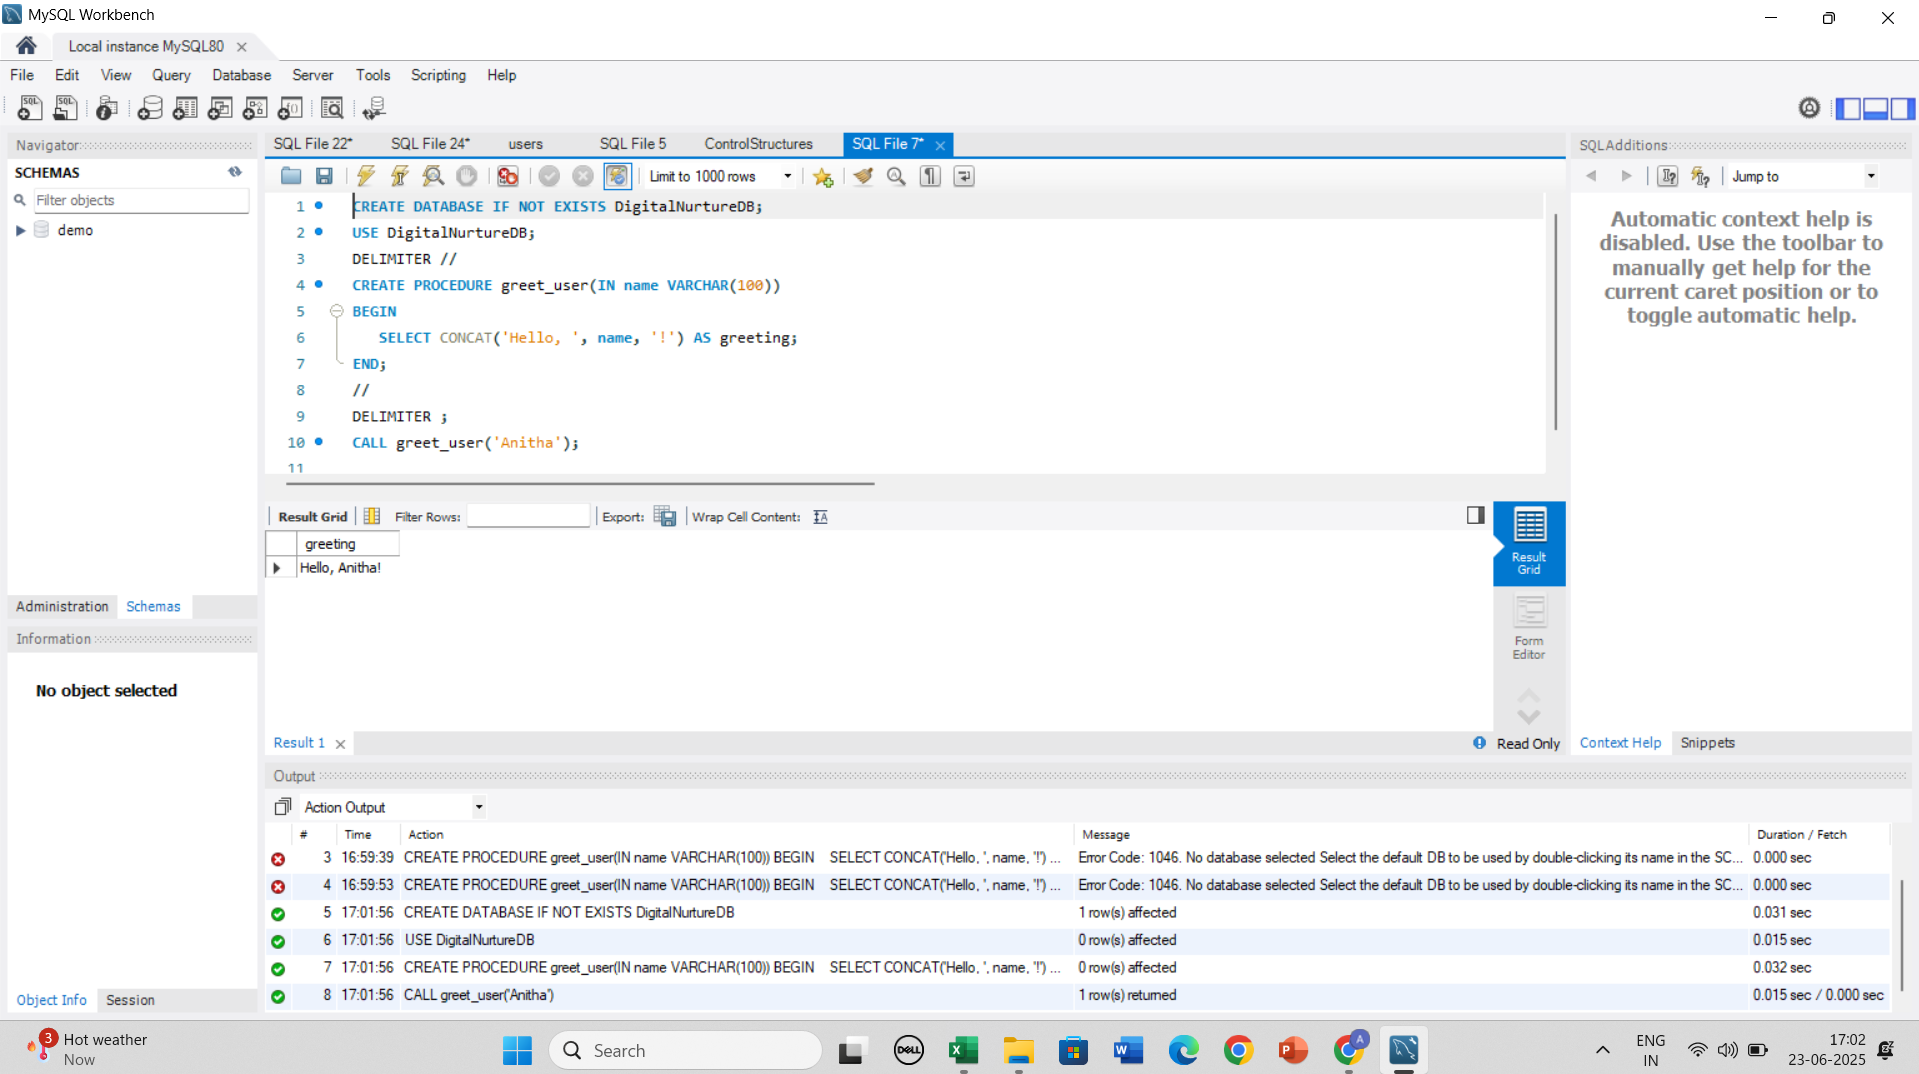 MySQL Workbench
Local instance MySQL80
File Edit View Query Database Server Tools Scripting Help
Navigator
SCHEMAS
Filter objects
demo
Administration Schemas
Information
No object selected
Object Info Session
SQL File 22* SQL File 24* users SQL File 5 ControlStructures SQL File 7*
Limit to 1000 rows
1 CREATE DATABASE IF NOT EXISTS DigitalNurtureDB;
2 USE DigitalNurtureDB;
3 DELIMITER //
4 CREATE PROCEDURE greet_user(IN name VARCHAR(100))
5 BEGIN
6 SELECT CONCAT('Hello, ', name, '!') AS greeting;
7 END;
8 //
9 DELIMITER ;
10 CALL greet_user('Anitha');
11
Result Grid Filter Rows: Export: Wrap Cell Content:
greeting
Hello, Anitha!
Result Grid
Form Editor
Result 1
Read Only
SQLAdditions
Jump to
Automatic context help is
disabled. Use the toolbar to
manually get help for the
current caret position or to
toggle automatic help.
Context Help Snippets
Output
Action Output
# Time Action Message Duration / Fetch
3 16:59:39 CREATE PROCEDURE greet_user(IN name VARCHAR(100)) BEGIN SELECT CONCAT('Hello, ', name, '!') ... Error Code: 1046. No database selected Select the default DB to be used by double-clicking its name in the SC... 0.000 sec
4 16:59:53 CREATE PROCEDURE greet_user(IN name VARCHAR(100)) BEGIN SELECT CONCAT('Hello, ', name, '!') ... Error Code: 1046. No database selected Select the default DB to be used by double-clicking its name in the SC... 0.000 sec
5 17:01:56 CREATE DATABASE IF NOT EXISTS DigitalNurtureDB 1 row(s) affected 0.031 sec
6 17:01:56 USE DigitalNurtureDB 0 row(s) affected 0.015 sec
7 17:01:56 CREATE PROCEDURE greet_user(IN name VARCHAR(100)) BEGIN SELECT CONCAT('Hello, ', name, '!') ... 0 row(s) affected 0.032 sec
8 17:01:56 CALL greet_user('Anitha') 1 row(s) returned 0.015 sec / 0.000 sec
3 Hot weather
Now
Search
DELL
A
ENG
IN
17:02
23-06-2025